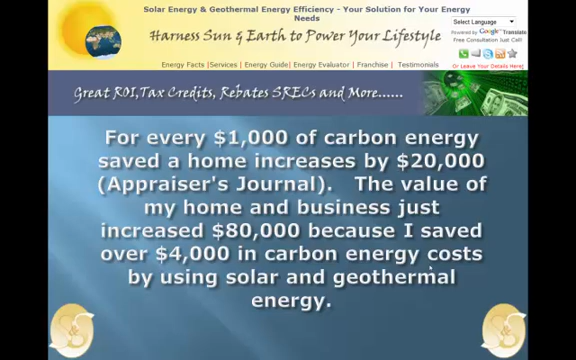 Solar Energy & Geothermal Energy Efficiency - Your Solution for Your Energy
Needs
Harness Sun & Earth to Power Your Lifestyle
Select Language
Powered by Google Translate
Free Consultation Just Call!
Or Leave Your Details Here!
Energy Facts |Services | Energy Guide| Energy Evaluator | Franchise | Testimonials
Great ROI,Tax Credits, Rebates SRECs and More......
For every $1,000 of carbon energy
saved a home increases by $20,000
(Appraiser's Journal). The value of
my home and business just
increased $80,000 because I saved
over $4,000 in carbon energy costs
by using solar and geothermal
energy.